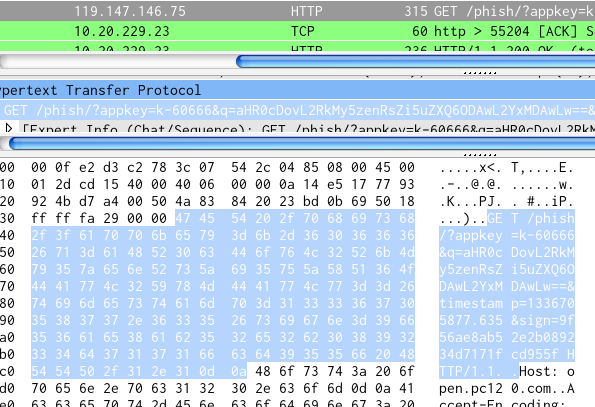 119.147.146.75 HTTP 315 GET /phish/?appkey=k
10.20.229.23 TCP 60 http > 55204 [ACK] S
10.20.229.23 HTTP 236 HTTP/1.1 200 OK (te
ypertext Transfer Protocol
GET /phish/?appkey=k-60666&q=aHR0cDovL2RkMy5zenRsZi5uZXQ6ODAwL2YxMDAwLw==&
[Expert Info (Chat/Sequence): GET /phish/?appkey=k-60666&q=aHR0cDovL2RkM
00 00 0f e2 d3 c2 78 3c 07 54 2c 04 85 08 00 45 00 .....x<. T,....E.
10 01 2d cd 15 40 00 40 06 00 00 0a 14 e5 17 77 93 .-..@.@. ......w.
20 92 4b d7 a4 00 50 4a 83 84 20 23 bd 0b 69 50 18 .K...PJ. . #..iP.
30 ff ff fa 29 00 00 47 45 54 20 2f 70 68 69 73 68 ...)..GE T /phish
40 2f 3f 61 70 70 6b 65 79 3d 6b 2d 36 30 36 36 36 /?appkey =k-60666
50 26 71 3d 61 48 52 30 63 44 6f 76 4c 32 52 6b 4d &q=aHR0c DovL2RkM
60 79 35 7a 65 6e 52 73 5a 69 35 75 5a 58 51 36 4f y5zenRsZ i5uZXQ6O
70 44 41 77 4c 32 59 78 4d 44 41 77 4c 77 3d 3d 26 DAwL2YxM DAwLw==&
80 74 69 6d 65 73 74 61 6d 70 3d 31 33 33 36 37 30 timestam p=133670
90 35 38 37 37 2e 36 33 35 26 73 69 67 6e 3d 39 66 5877.635 &sign=9f
a0 35 36 61 65 38 61 62 35 32 65 32 62 30 38 39 32 56ae8ab5 2e2b0892
b0 33 34 64 37 31 37 31 66 63 64 39 35 35 66 20 48 34d7171f cd955f H
c0 54 54 50 2f 31 2e 31 0d 0a 48 6f 73 74 3a 20 6f TTP/1.1. .Host: o
d0 70 65 6e 2e 70 63 31 32 30 2e 63 6f 6d 0d 0a 41 pen.pc12 0.com..A
e0 63 63 65 70 74 2d 45 6e 63 6f 64 69 6e 67 3a 20 ccept-En coding: